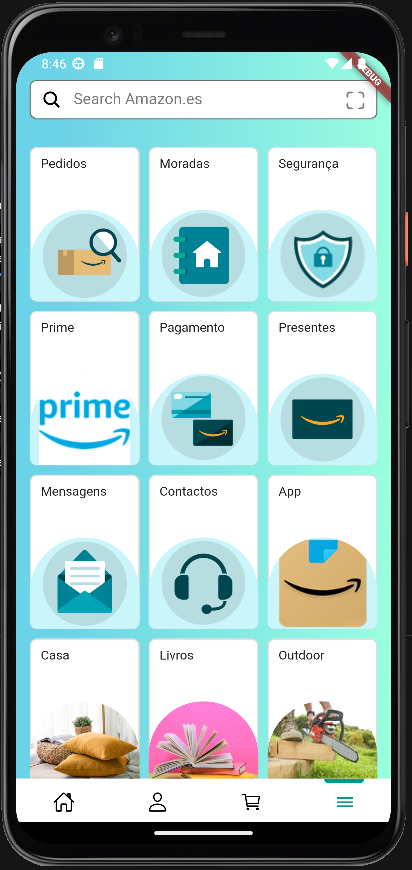 8:46
DEBUG
Search Amazon.es
Pedidos
Moradas
Segurança
Prime
Pagamento
Presentes
prime
Mensagens
Contactos
App
Casa
Livros
Outdoor